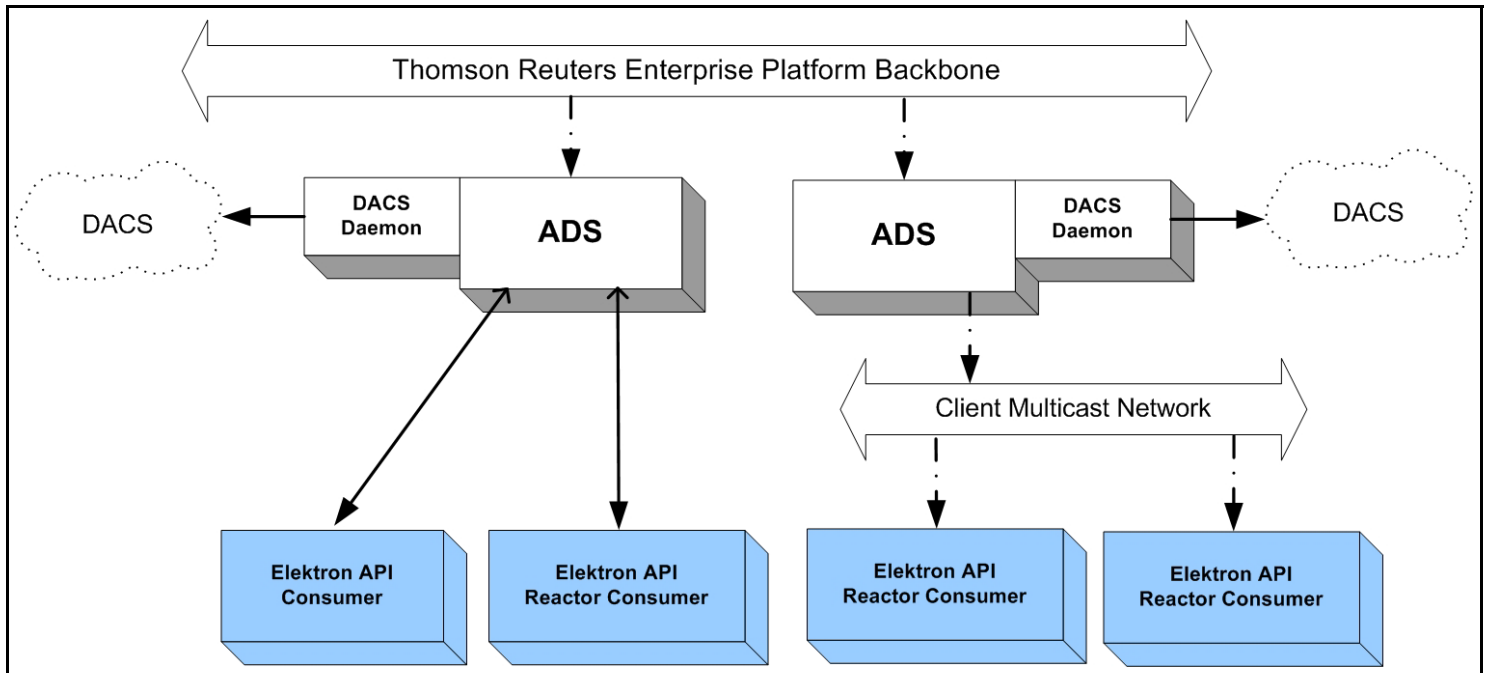 Thomson Reuters Enterprise Platform Backbone
DACS
DACS
Daemon
ADS
ADS
DACS
Daemon
DACS
Client Multicast Network
Elektron API
Consumer
Elektron API
Reactor Consumer
Elektron API
Reactor Consumer
Elektron API
Reactor Consumer